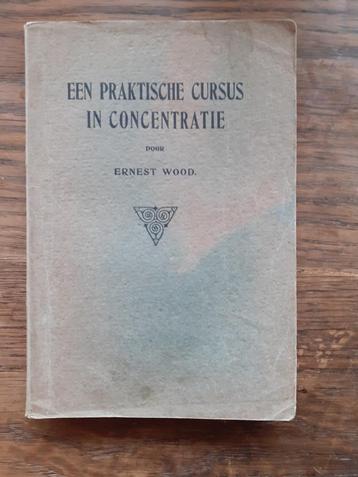 EEN PRAKTISCHE CURSUS
IN CONCENTRATIE
DOOR
ERNEST WOOD.